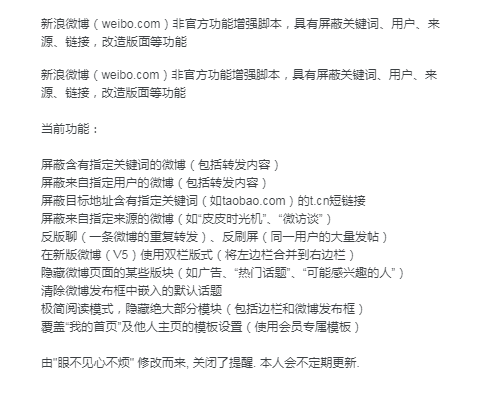 新浪微博（weibo.com）非官方功能增强脚本，具有屏蔽关键词、用户、来
源、链接，改造版面等功能
新浪微博（weibo.com）非官方功能增强脚本，具有屏蔽关键词、用户、来
源、链接，改造版面等功能
当前功能：
屏蔽含有指定关键词的微博（包括转发内容）
屏蔽来自指定用户的微博（包括转发内容）
屏蔽目标地址含有指定关键词（如taobao.com）的t.cn短链接
屏蔽来自指定来源的微博（如“皮皮时光机”、“微访谈”）
反版聊（一条微博的重复转发）、反刷屏（同一用户的大量发帖）
在新版微博（V5）使用双栏版式（将左边栏合并到右边栏）
隐藏微博页面的某些版块（如广告、“热门话题”、“可能感兴趣的人”）
清除微博发布框中嵌入的默认话题
极简阅读模式，隐藏绝大部分模块（包括边栏和微博发布框）
覆盖“我的首页”及他人主页的模板设置（使用会员专属模板）
由"眼不见心不烦" 修改而来, 关闭了提醒. 本人会不定期更新.